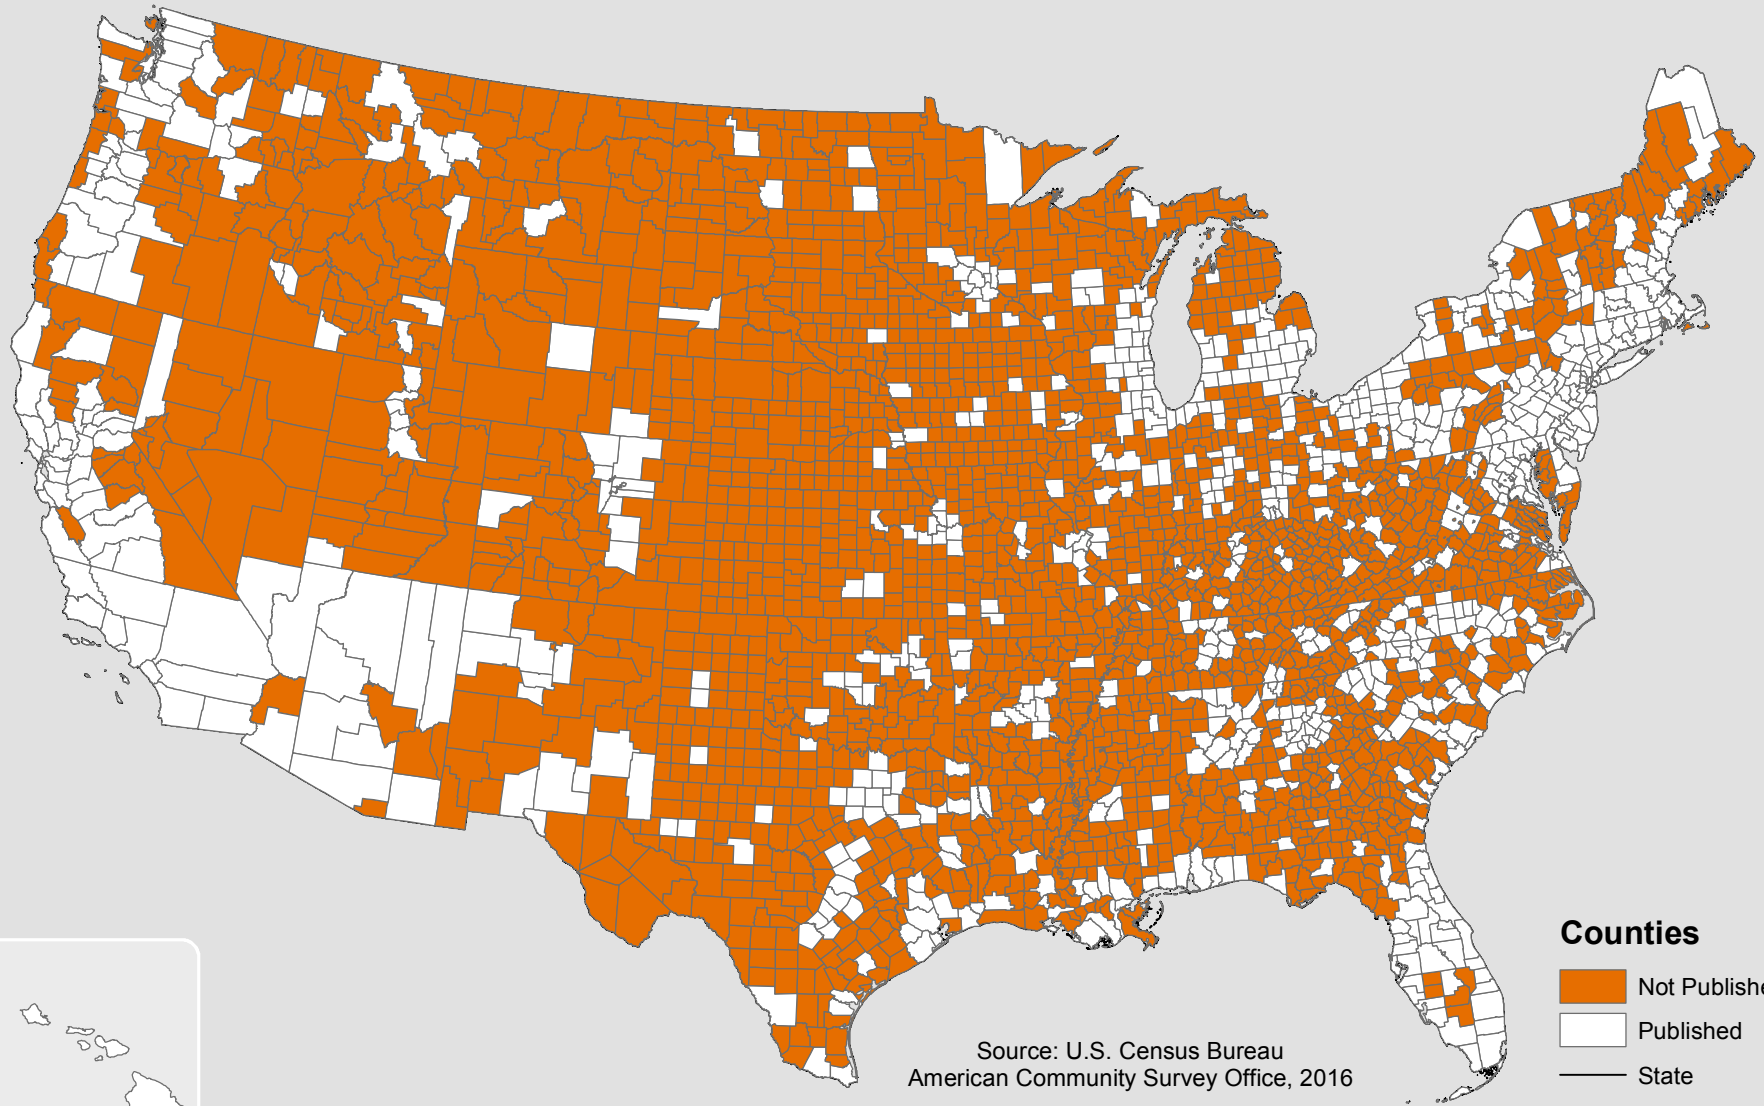 Counties
Not Publishe
Published
State
Source: U.S. Census Bureau
American Community Survey Office, 2016